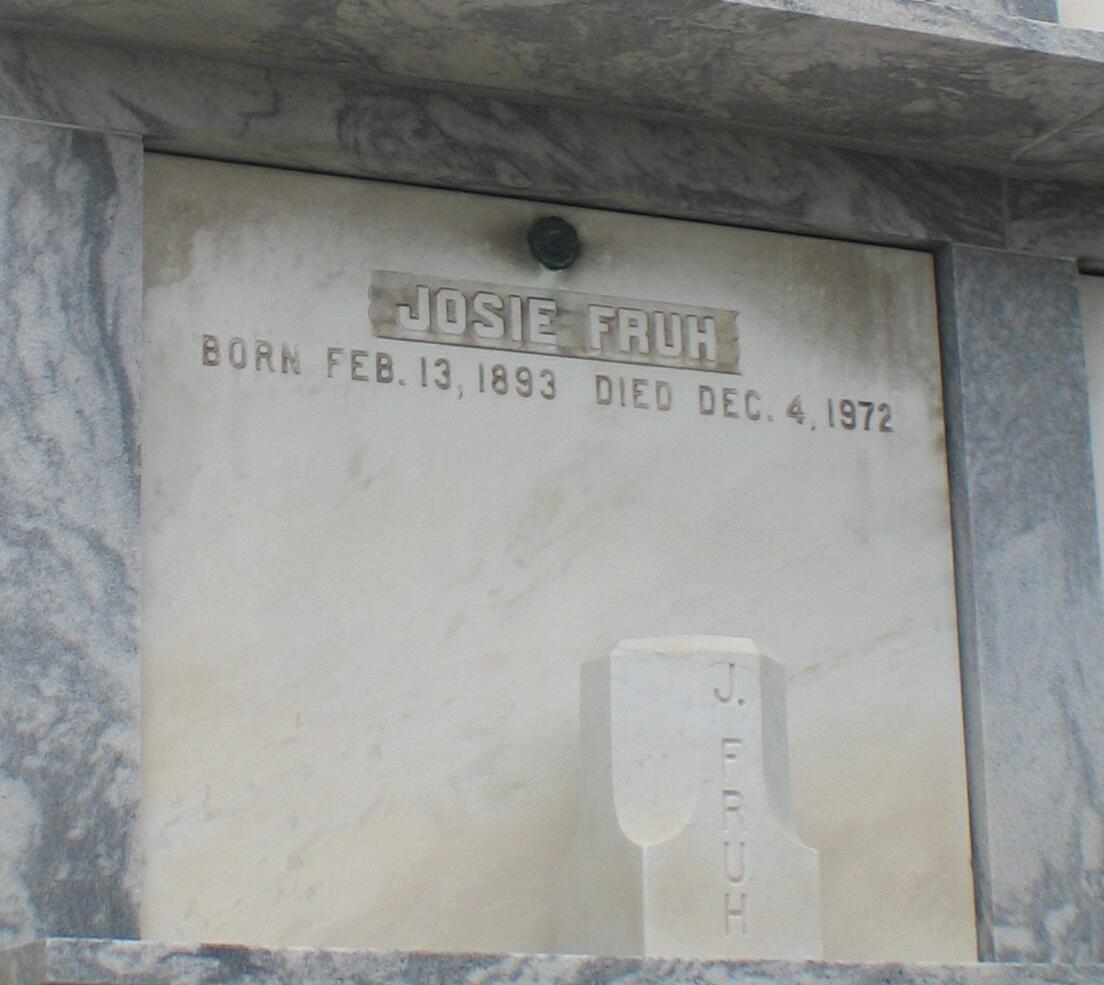 JOSIE FRUH
BORN FEB. 13, 1893 DIED DEC. 4, 1972
J. FRUH